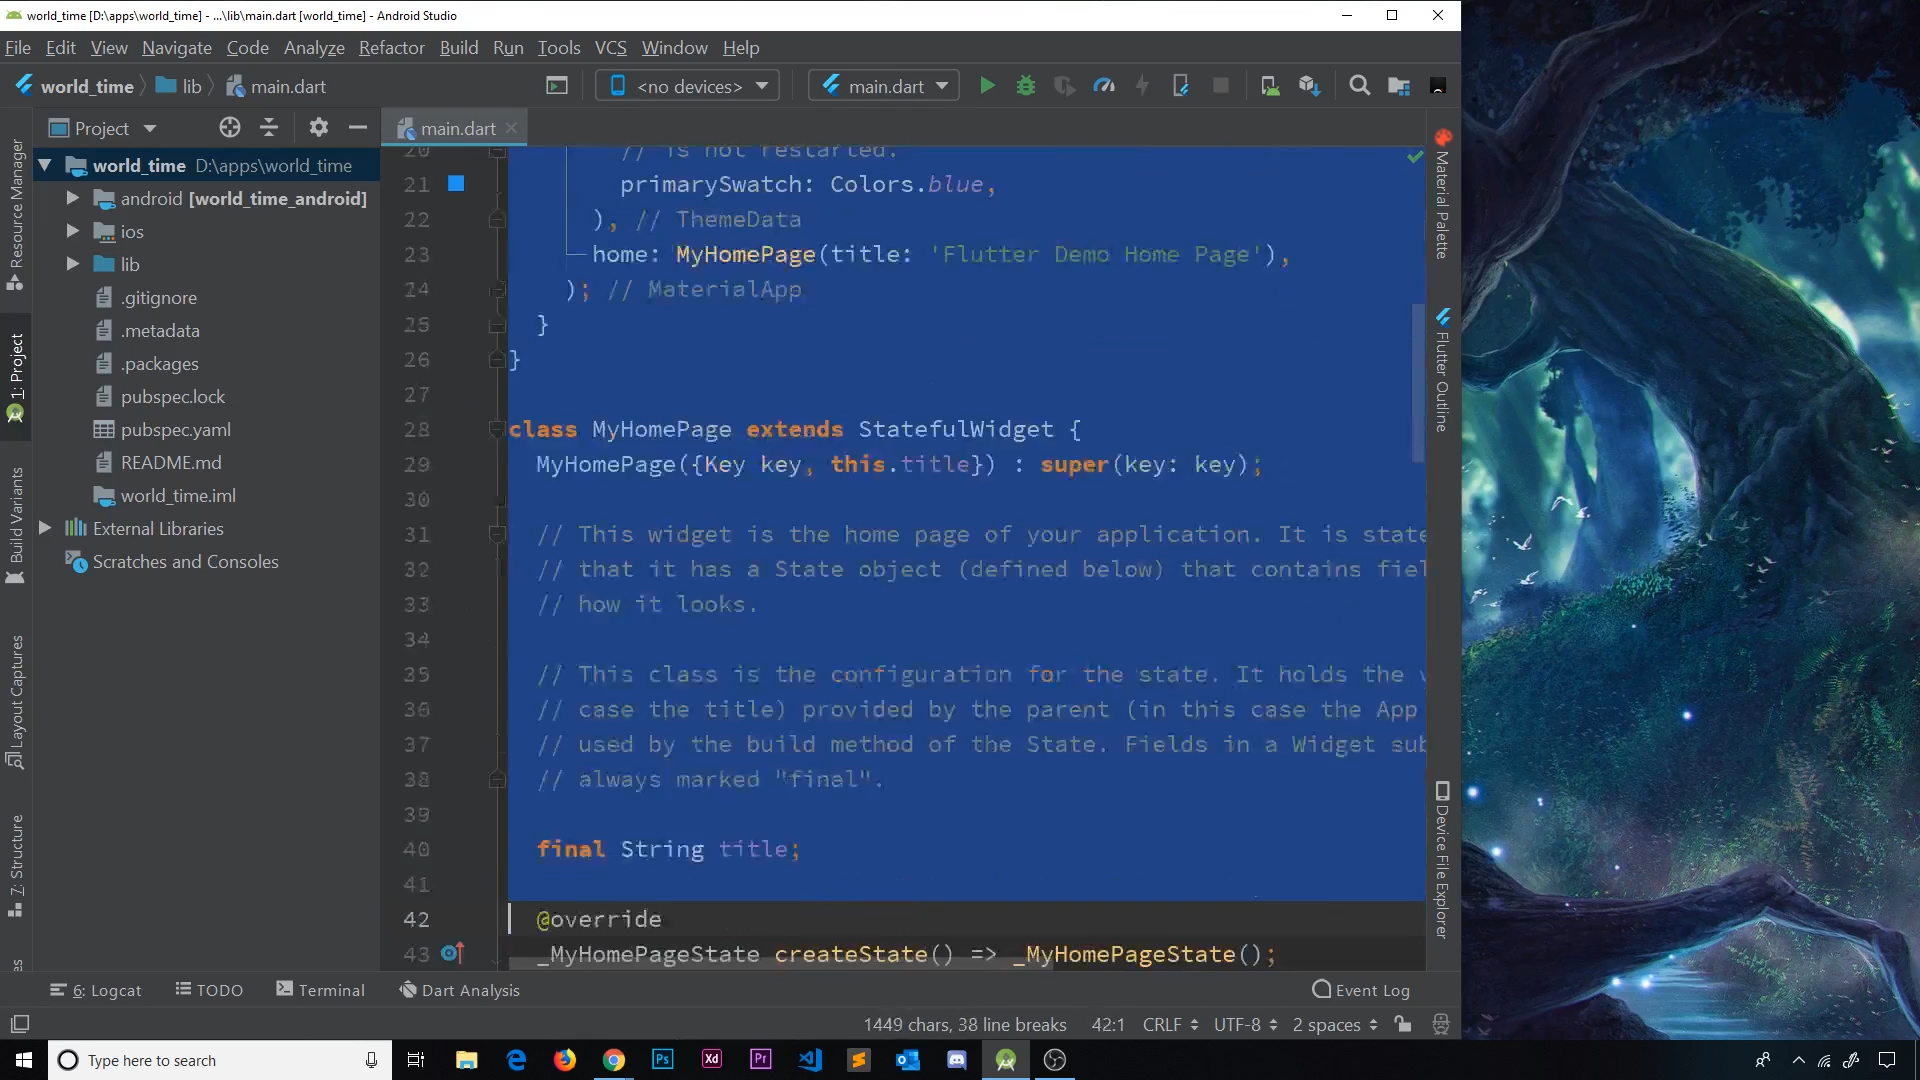 world_time [D:\apps\world_time] - ...\lib\main.dart [world_time] - Android Studio
File Edit View Navigate Code Analyze Refactor Build Run Tools VCS Window Help
world_time lib main.dart <no devices> main.dart
Project main.dart
world_time D:\apps\world_time
android [world_time_android]
ios
lib
.gitignore
.metadata
.packages
pubspec.lock
pubspec.yaml
README.md
world_time.iml
External Libraries
Scratches and Consoles
Resource Manager
1: Project
Build Variants
Layout Captures
7: Structure
20 // is not restarted.
21 primarySwatch: Colors.blue,
22 ), // ThemeData
23 home: MyHomePage(title: 'Flutter Demo Home Page'),
24 ); // MaterialApp
25 }
26 }
27
28 class MyHomePage extends StatefulWidget {
29 MyHomePage({Key key, this.title}) : super(key: key);
30
31 // This widget is the home page of your application. It is state
32 // that it has a State object (defined below) that contains fiel
33 // how it looks.
34
35 // This class is the configuration for the state. It holds the
36 // case the title) provided by the parent (in this case the App
37 // used by the build method of the State. Fields in a Widget sub
38 // always marked "final".
39
40 final String title;
41
42 @override
43 _MyHomePageState createState() => _MyHomePageState();
Material Palette
Flutter Outline
Device File Explorer
6: Logcat TODO Terminal Dart Analysis Event Log
1449 chars, 38 line breaks 42:1 CRLF UTF-8 2 spaces
Type here to search
Ps
Xd
Pr